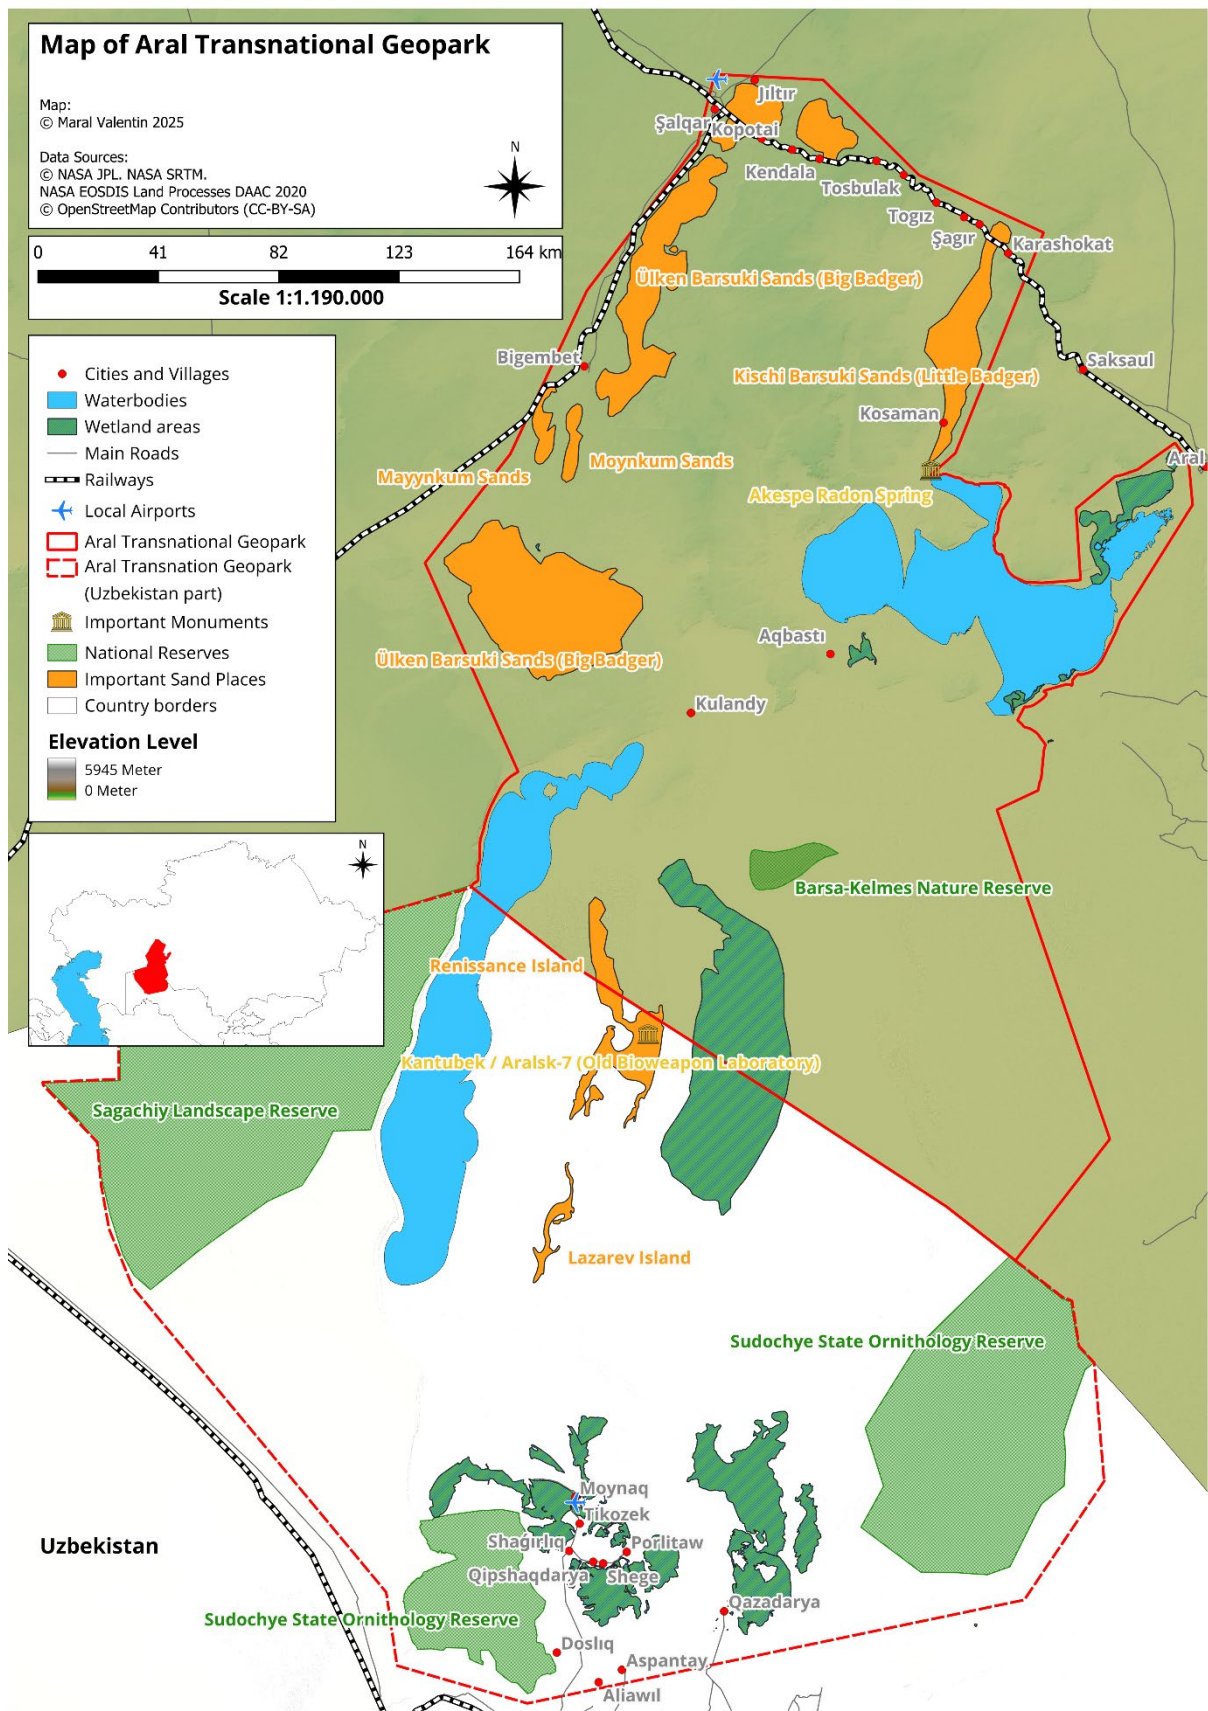 Map of Aral Transnational Geopark
Map:
© Maral Valentin 2025
Data Sources:
© NASA JPL. NASA SRTM.
NASA EOSDIS Land Processes DAAC 2020
© OpenStreetMap Contributors (CC-BY-SA)
N
0 41 82 123 164 km
Scale 1:1.190.000
Cities and Villages
Waterbodies
Wetland areas
Main Roads
Railways
Local Airports
Aral Transnational Geopark
Aral Transnation Geopark
(Uzbekistan part)
Important Monuments
National Reserves
Important Sand Places
Country borders
Elevation Level
5945 Meter
0 Meter
N
Jıltır
Şalqar
Kopotai
Kendala
Tosbulak
Togız
Şagır
Karashokat
Ülken Barsuki Sands (Big Badger)
Bigembet
Saksaul
Kischi Barsuki Sands (Little Badger)
Kosaman
Aral
Moynkum Sands
Mayynkum Sands
Akespe Radon Spring
Aqbastı
Ülken Barsuki Sands (Big Badger)
Kulandy
Barsa-Kelmes Nature Reserve
Renissance Island
Kantubek / Aralsk-7 (Old Bioweapon Laboratory)
Sagachiy Landscape Reserve
Lazarev Island
Sudochye State Ornithology Reserve
Moynaq
Tikozek
Uzbekistan
Shaǵırlıq
Porlitaw
Qipshaqdarya
Shege
Qazadarya
Sudochye State Ornithology Reserve
Doslıq
Aspantay
Aliawıl